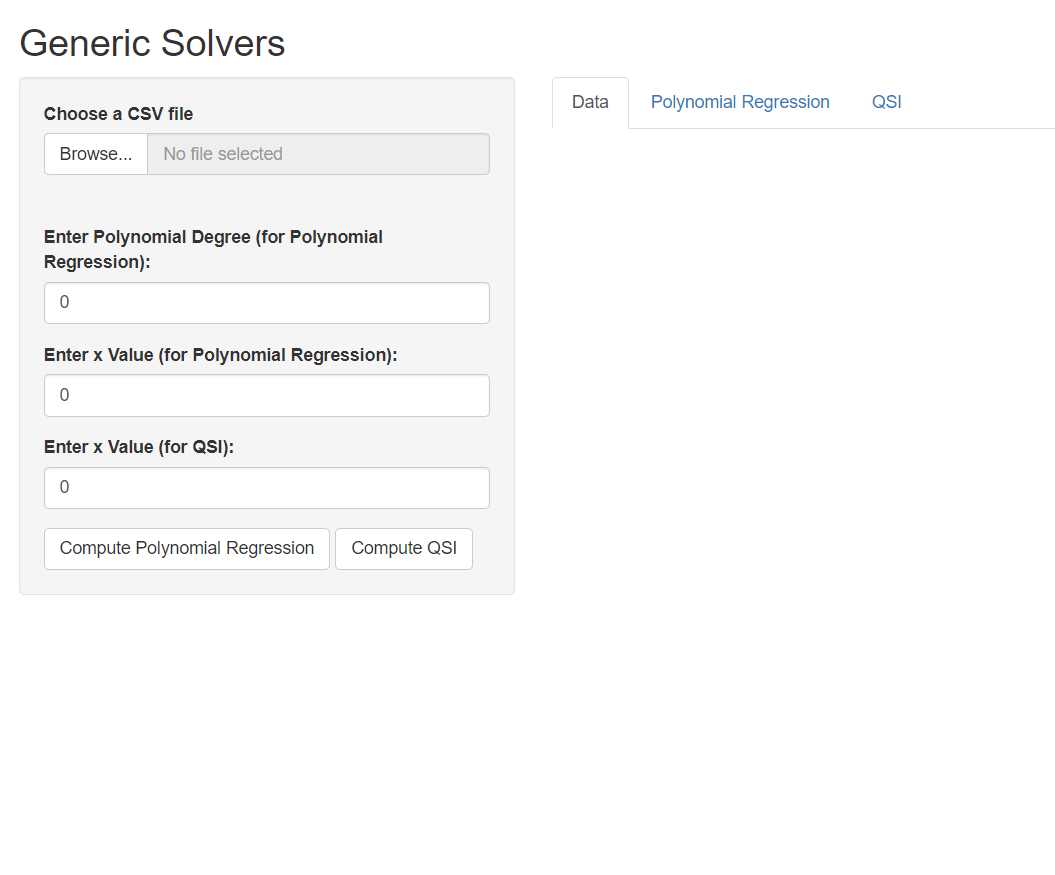 Generic Solvers
Choose a CSV file
Browse... No file selected
Enter Polynomial Degree (for Polynomial
Regression):
0
Enter x Value (for Polynomial Regression):
0
Enter x Value (for QSI):
0
Compute Polynomial Regression Compute QSI
Data Polynomial Regression QSI